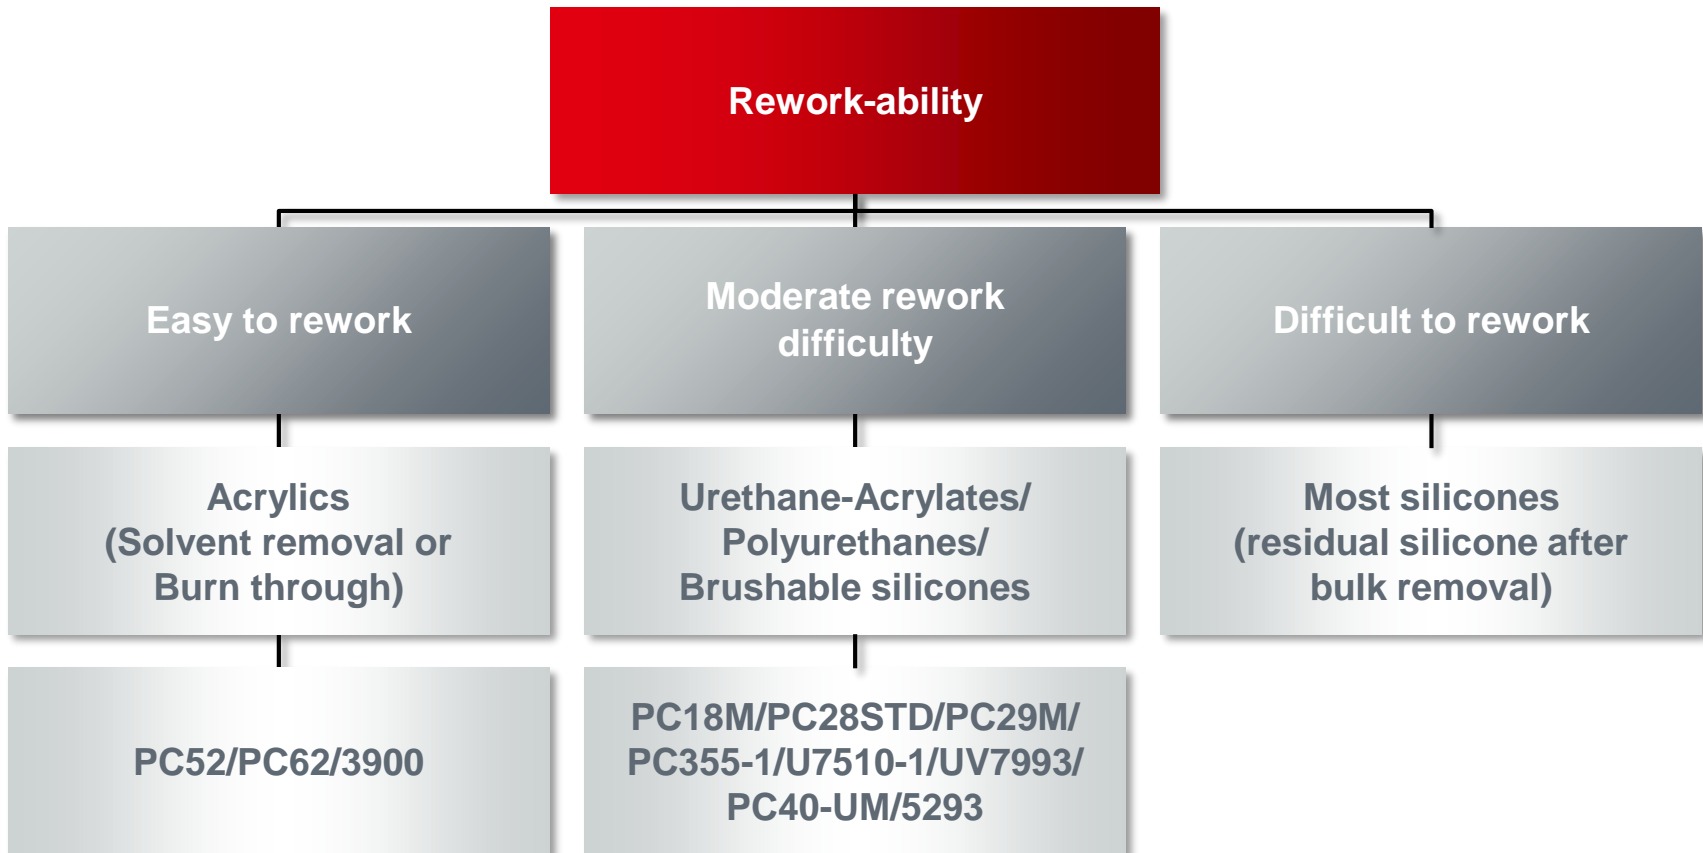 Rework-ability
Easy to rework
Moderate rework
difficulty
Difficult to rework
Acrylics
(Solvent removal or
Burn through)
Urethane-Acrylates/
Polyurethanes/
Brushable silicones
Most silicones
(residual silicone after
bulk removal)
PC52/PC62/3900
PC18M/PC28STD/PC29M/
PC355-1/U7510-1/UV7993/
PC40-UM/5293